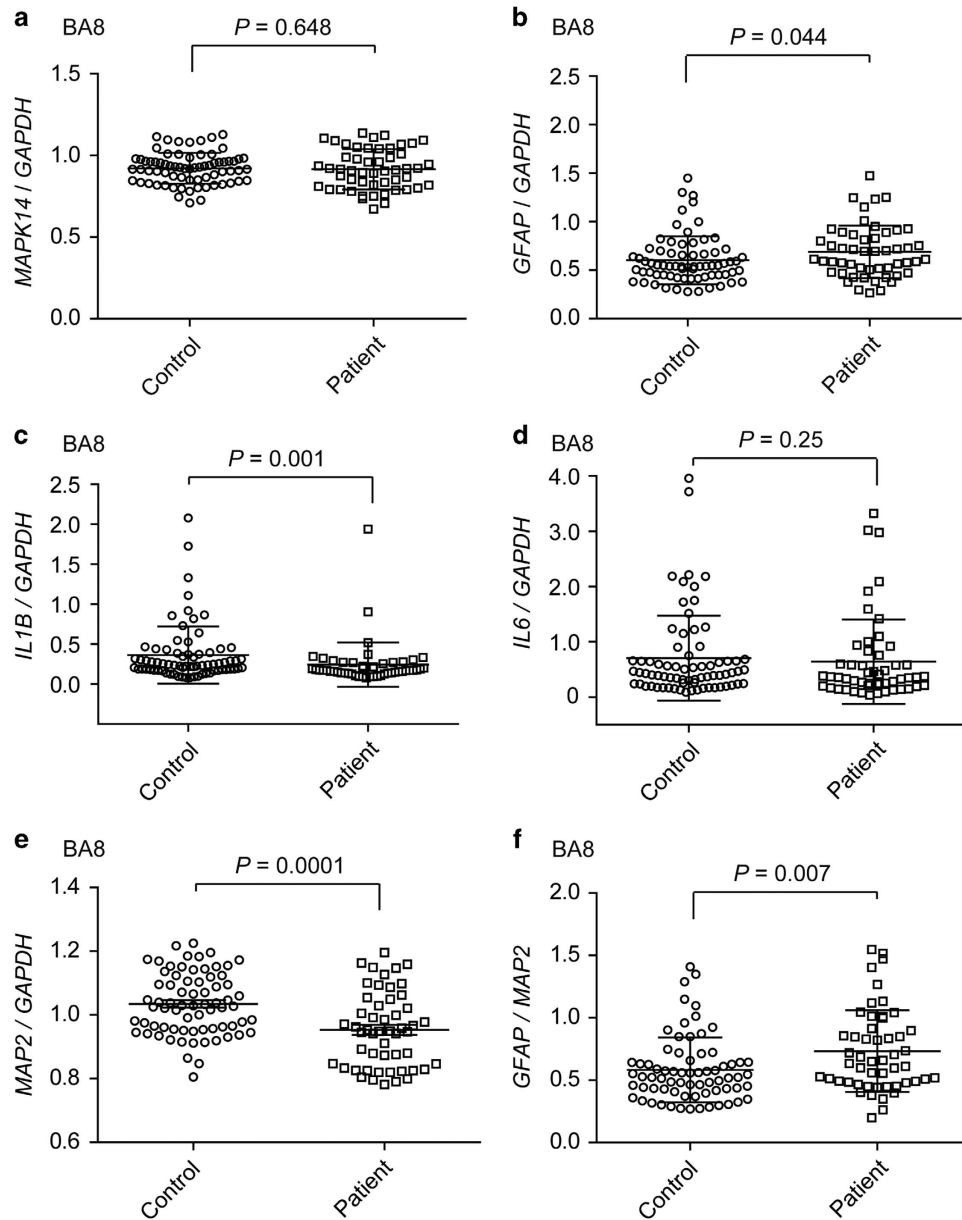 a BA8
P = 0.648
MAPK14 / GAPDH
1.5
1.0
0.5
0.0
Control
Patient
b BA8
P = 0.044
GFAP / GAPDH
2.5
2.0
1.5
1.0
0.5
0.0
Control
Patient
c BA8
P = 0.001
IL1B / GAPDH
2.5
2.0
1.5
1.0
0.5
0.0
Control
Patient
d BA8
P = 0.25
IL6 / GAPDH
4.0
3.0
2.0
1.0
0
Control
Patient
e BA8
P = 0.0001
MAP2 / GAPDH
1.4
1.2
1.0
0.8
0.6
Control
Patient
f BA8
P = 0.007
GFAP / MAP2
2.0
1.5
1.0
0.5
0.0
Control
Patient